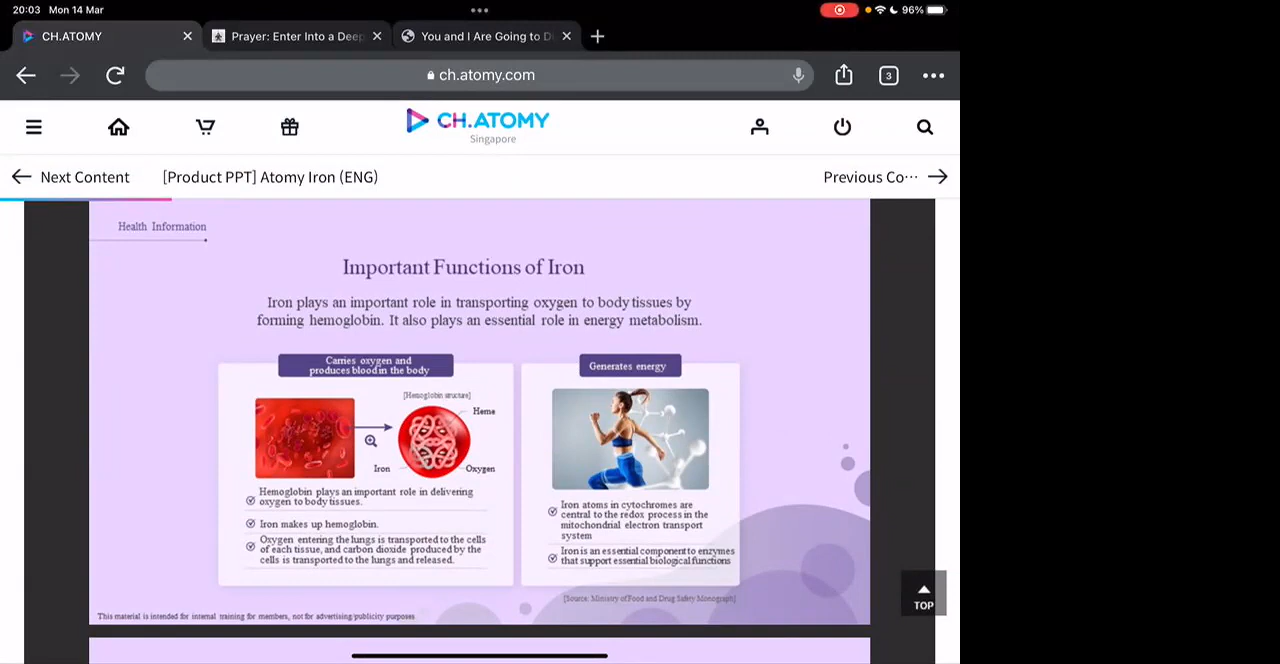 20:03 Mon 14 Mar
96%
CH.ATOMY
Prayer: Enter Into a Deep
You and I Are Going to D
ch.atomy.com
3
CH.ATOMY
Singapore
Next Content
[Product PPT] Atomy Iron (ENG)
Previous Co···
Health Information
Important Functions of Iron
Iron plays an important role in transporting oxygen to body tissues by
forming hemoglobin. It also plays an essential role in energy metabolism.
Carries oxygen and
produces blood in the body
[Hemoglobin structure]
Heme
Iron
Oxygen
Hemoglobin plays an important role in delivering
oxygen to body tissues.
Iron makes up hemoglobin.
Oxygen entering the lungs is transported to the cells
of each tissue, and carbon dioxide produced by the
cells is transported to the lungs and released.
Generates energy
Iron atoms in cytochromes are
central to the redox process in the
mitochondrial electron transport
system
Iron is an essential component to enzymes
that support essential biological functions
[Source: Ministry of Food and Drug Safety Monograph]
This material is intended for internal training for members, not for advertising/publicity purposes
TOP